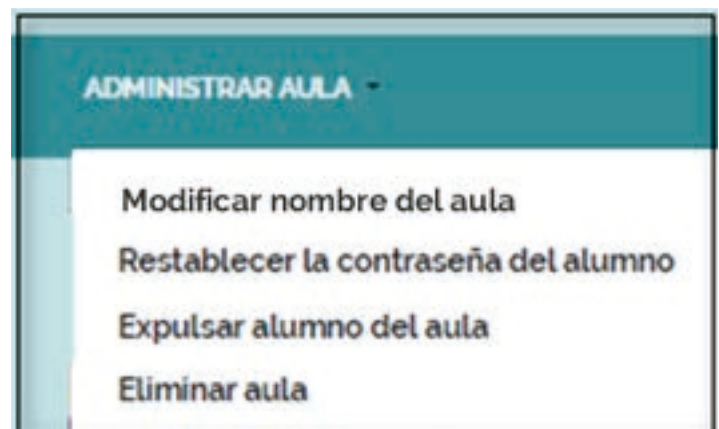 ADMINISTRAR AULA
Modificar nombre del aula
Restablecer la contraseña del alumno
Expulsar alumno del aula
Eliminar aula